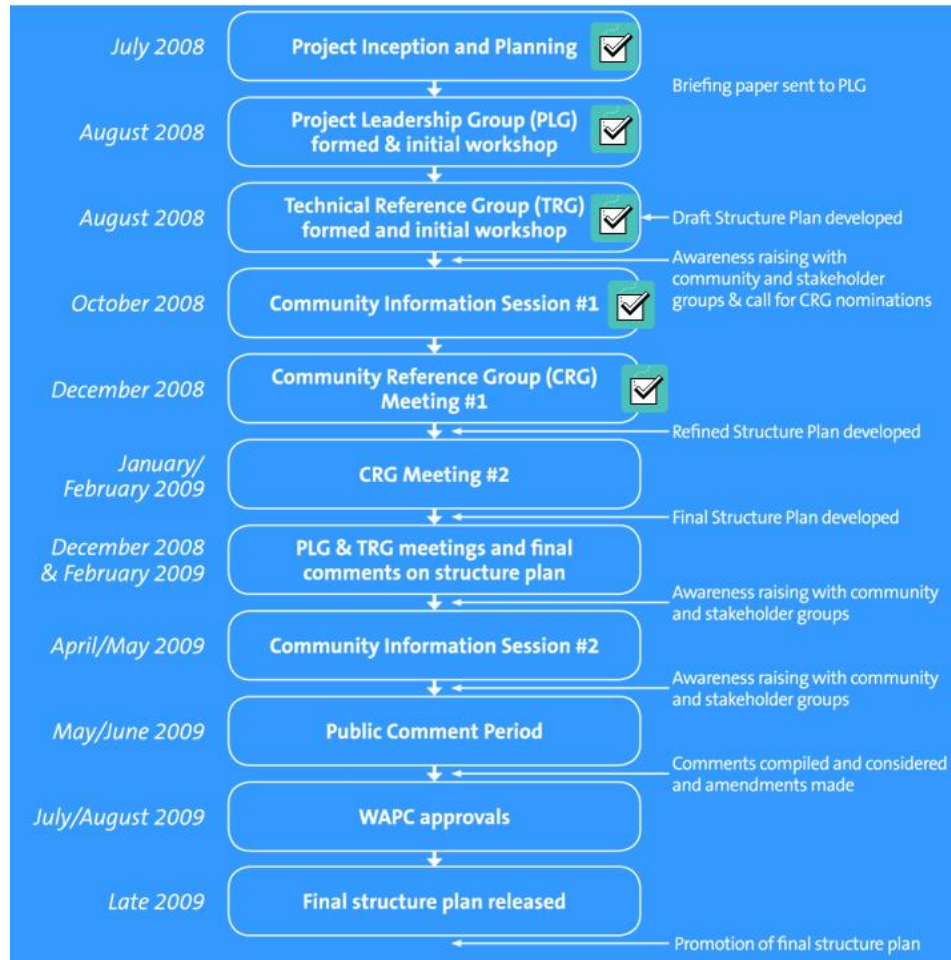 July 2008
Project Inception and Planning
Briefing paper sent to PLG
August 2008
Project Leadership Group (PLG)
formed & initial workshop
August 2008
Technical Reference Group (TRG)
formed and initial workshop
Draft Structure Plan developed
Awareness raising with
community and stakeholder
groups & call for CRG nominations
October 2008
Community Information Session #1
December 2008
Community Reference Group (CRG)
Meeting #1
Refined Structure Plan developed
January/
February 2009
CRG Meeting #2
Final Structure Plan developed
December 2008
& February 2009
PLG & TRG meetings and final
comments on structure plan
Awareness raising with community
and stakeholder groups
April/May 2009
Community Information Session #2
Awareness raising with community
and stakeholder groups
May/June 2009
Public Comment Period
Comments compiled and considered
and amendments made
July/August 2009
WAPC approvals
Late 2009
Final structure plan released
Promotion of final structure plan